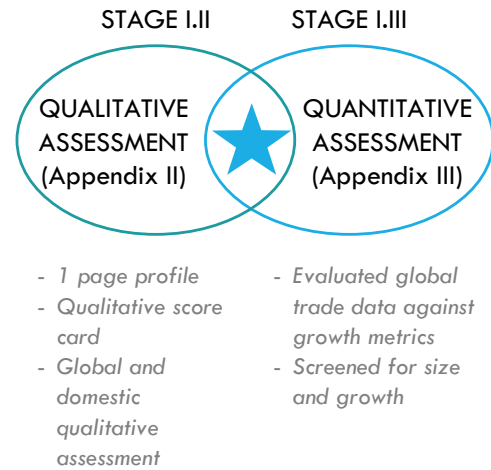 STAGE I.II
STAGE I.III
QUALITATIVE
ASSESSMENT
(Appendix II)
QUANTITATIVE
ASSESSMENT
(Appendix III)
- 1 page profile
- Qualitative score
card
- Global and
domestic
qualitative
assessment
- Evaluated global
trade data against
growth metrics
- Screened for size
and growth